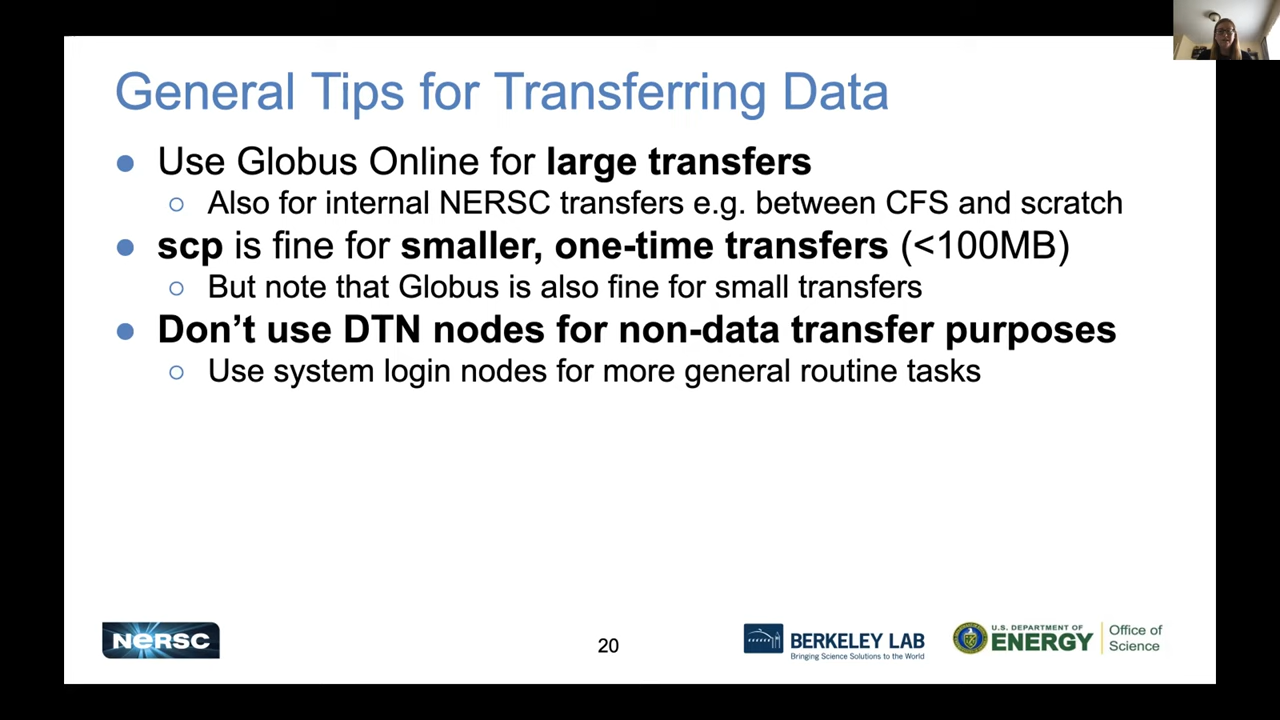 General Tips for Transferring Data
● Use Globus Online for large transfers
○ Also for internal NERSC transfers e.g. between CFS and scratch
● scp is fine for smaller, one-time transfers (<100MB)
○ But note that Globus is also fine for small transfers
● Don’t use DTN nodes for non-data transfer purposes
○ Use system login nodes for more general routine tasks
NERSC
20
BERKELEY LAB
Bringing Science Solutions to the World
U.S. DEPARTMENT OF
ENERGY
Office of
Science